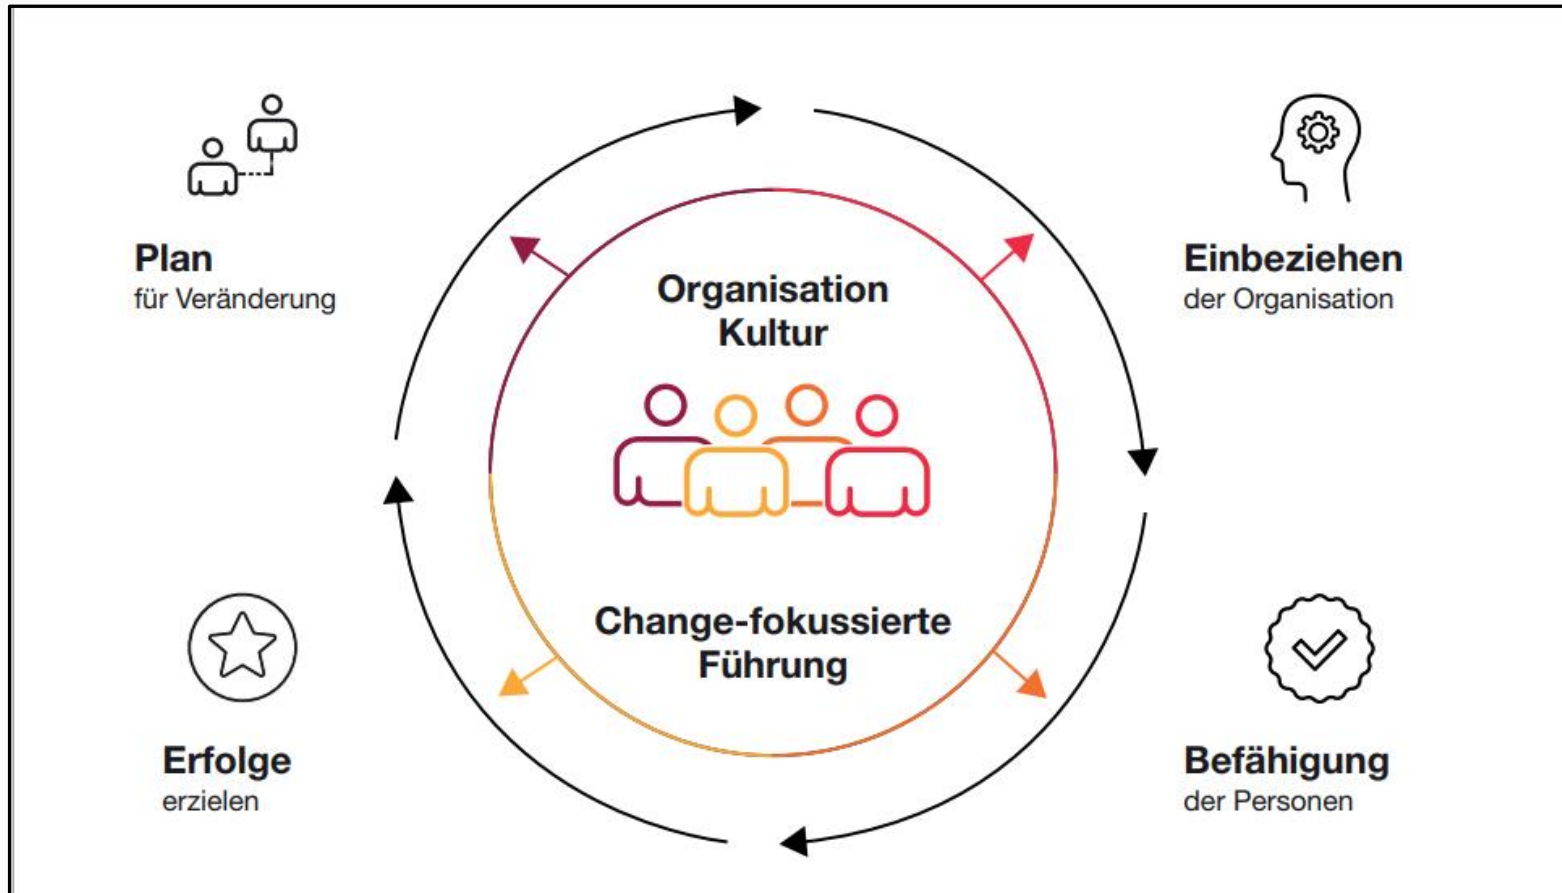 Plan
für Veränderung
Einbeziehen
der Organisation
Organisation
Kultur
Change-fokussierte
Führung
Erfolge
erzielen
Befähigung
der Personen